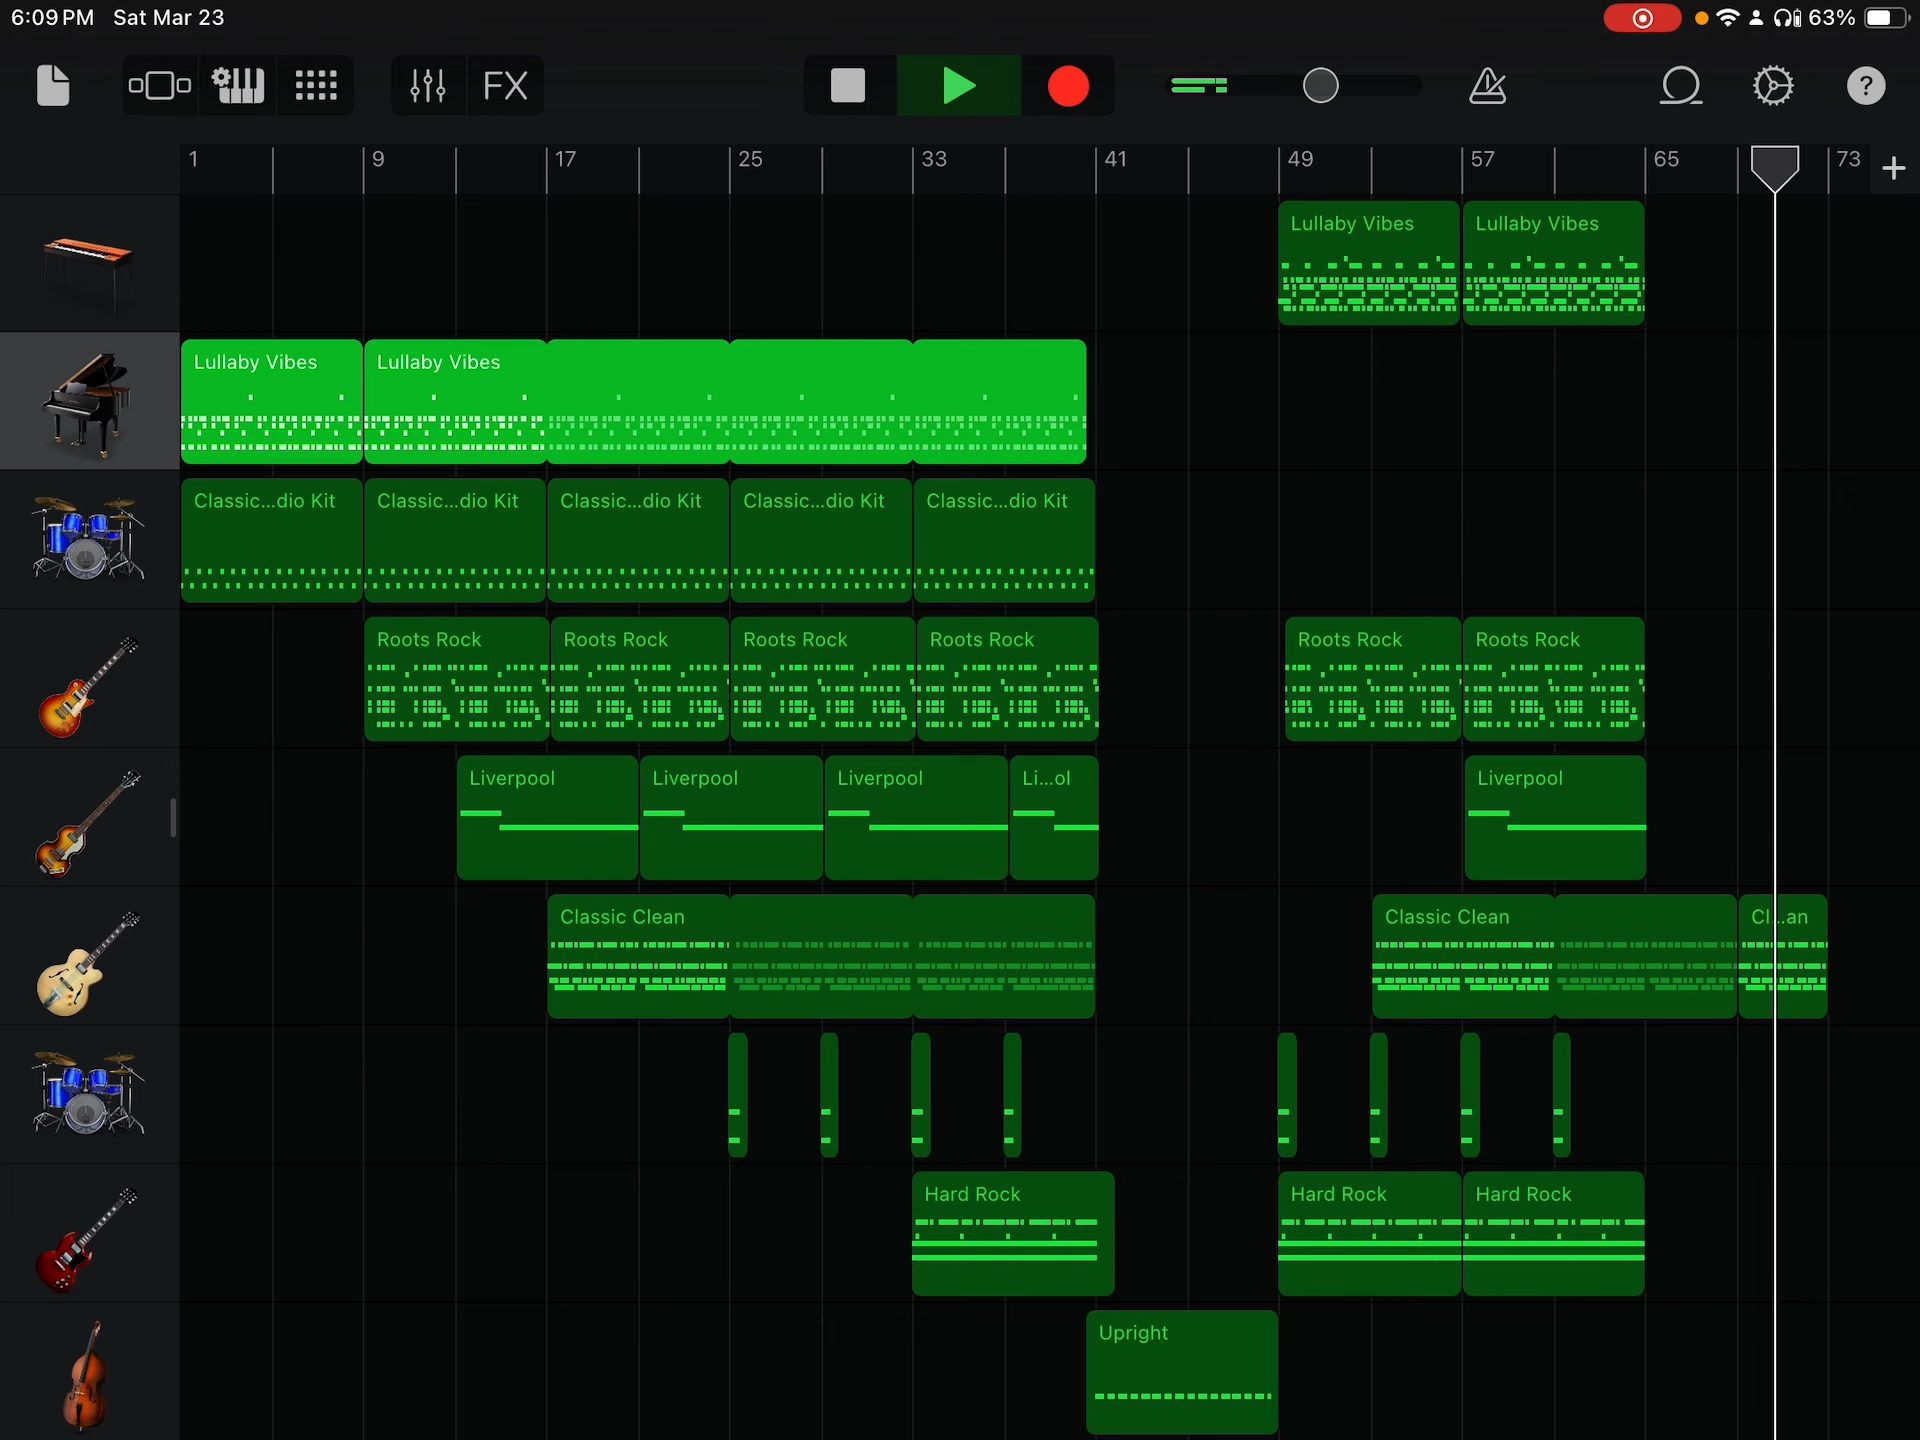 6:09 PM Sat Mar 23 63%
FX ?
1 9 17 25 33 41 49 57 65 73 +
Lullaby Vibes Lullaby Vibes
Lullaby Vibes Lullaby Vibes
Classic...dio Kit Classic...dio Kit Classic...dio Kit Classic...dio Kit Classic...dio Kit
Roots Rock Roots Rock Roots Rock Roots Rock Roots Rock Roots Rock
Liverpool Liverpool Liverpool Li...ol Liverpool
Classic Clean Classic Clean Cl...an
Hard Rock Hard Rock Hard Rock
Upright